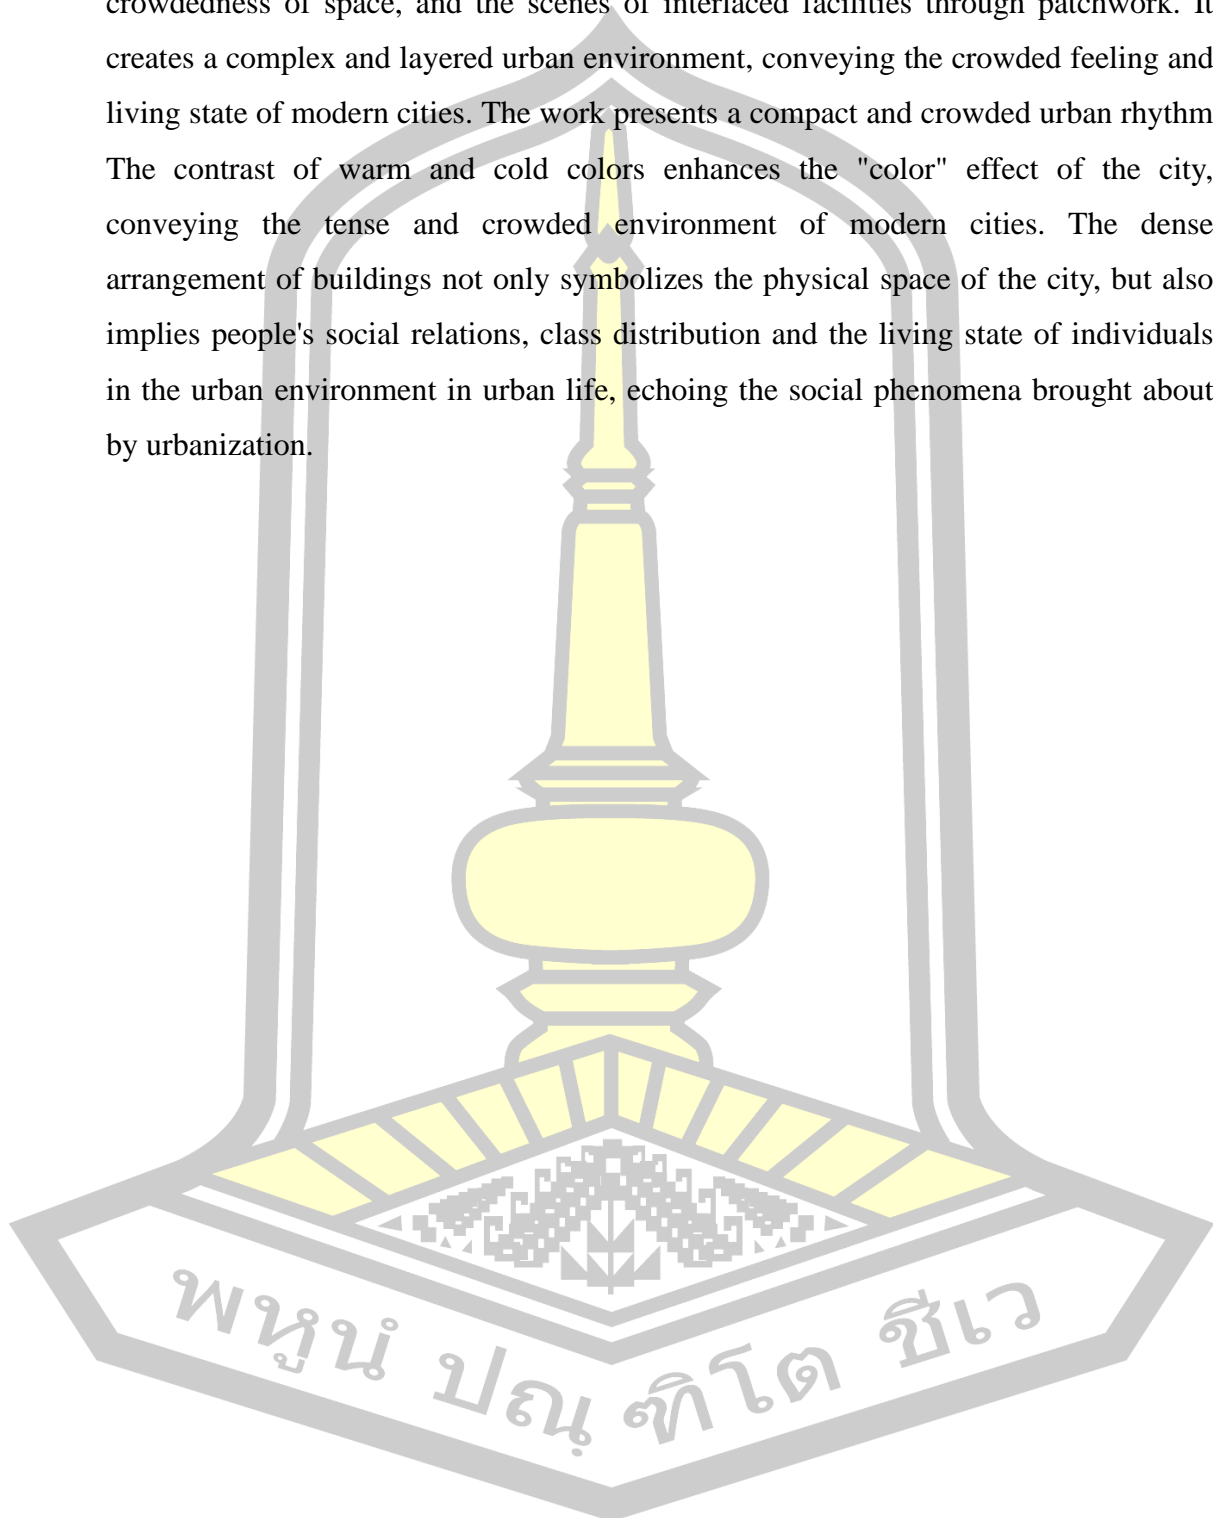 crowdedness of space, and the scenes of interfaced facilities through patchwork. It
creates a complex and layered urban environment, conveying the crowded feeling and
living state of modern cities. The work presents a compact and crowded urban rhythm
The contrast of warm and cold colors enhances the "color" effect of the city,
conveying the tense and crowded environment of modern cities. The dense
arrangement of buildings not only symbolizes the physical space of the city, but also
implies people's social relations, class distribution and the living state of individuals
in the urban environment in urban life, echoing the social phenomena brought about
by urbanization.
พหูนํ ปณฺฑิโต ชีเว